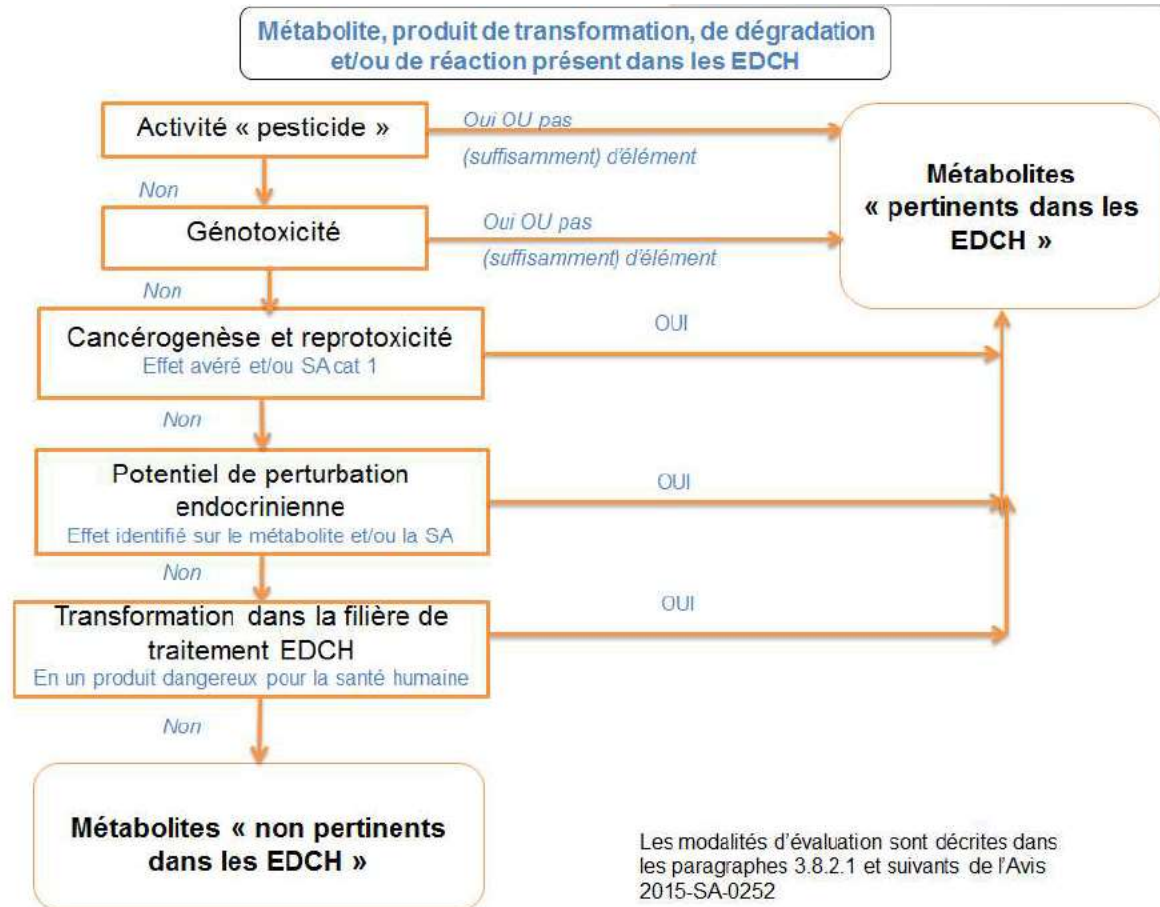 Métabolite, produit de transformation, de dégradation
et/ou de réaction présent dans les EDCH
Activité « pesticide »
Oui OU pas
(suffisamment) d'élément
Métabolites
« pertinents dans les
EDCH »
Non
Génotoxicité
Oui OU pas
(suffisamment) d'élément
Non
Cancérogenèse et reprotoxicité
Effet avéré et/ou SA cat 1
OUI
Non
Potentiel de perturbation
endocrinienne
Effet identifié sur le métabolite et/ou la SA
OUI
Non
Transformation dans la filière de
traitement EDCH
En un produit dangereux pour la santé humaine
OUI
Non
Métabolites « non pertinents
dans les EDCH »
Les modalités d'évaluation sont décrites dans
les paragraphes 3.8.2.1 et suivants de l'Avis
2015-SA-0252